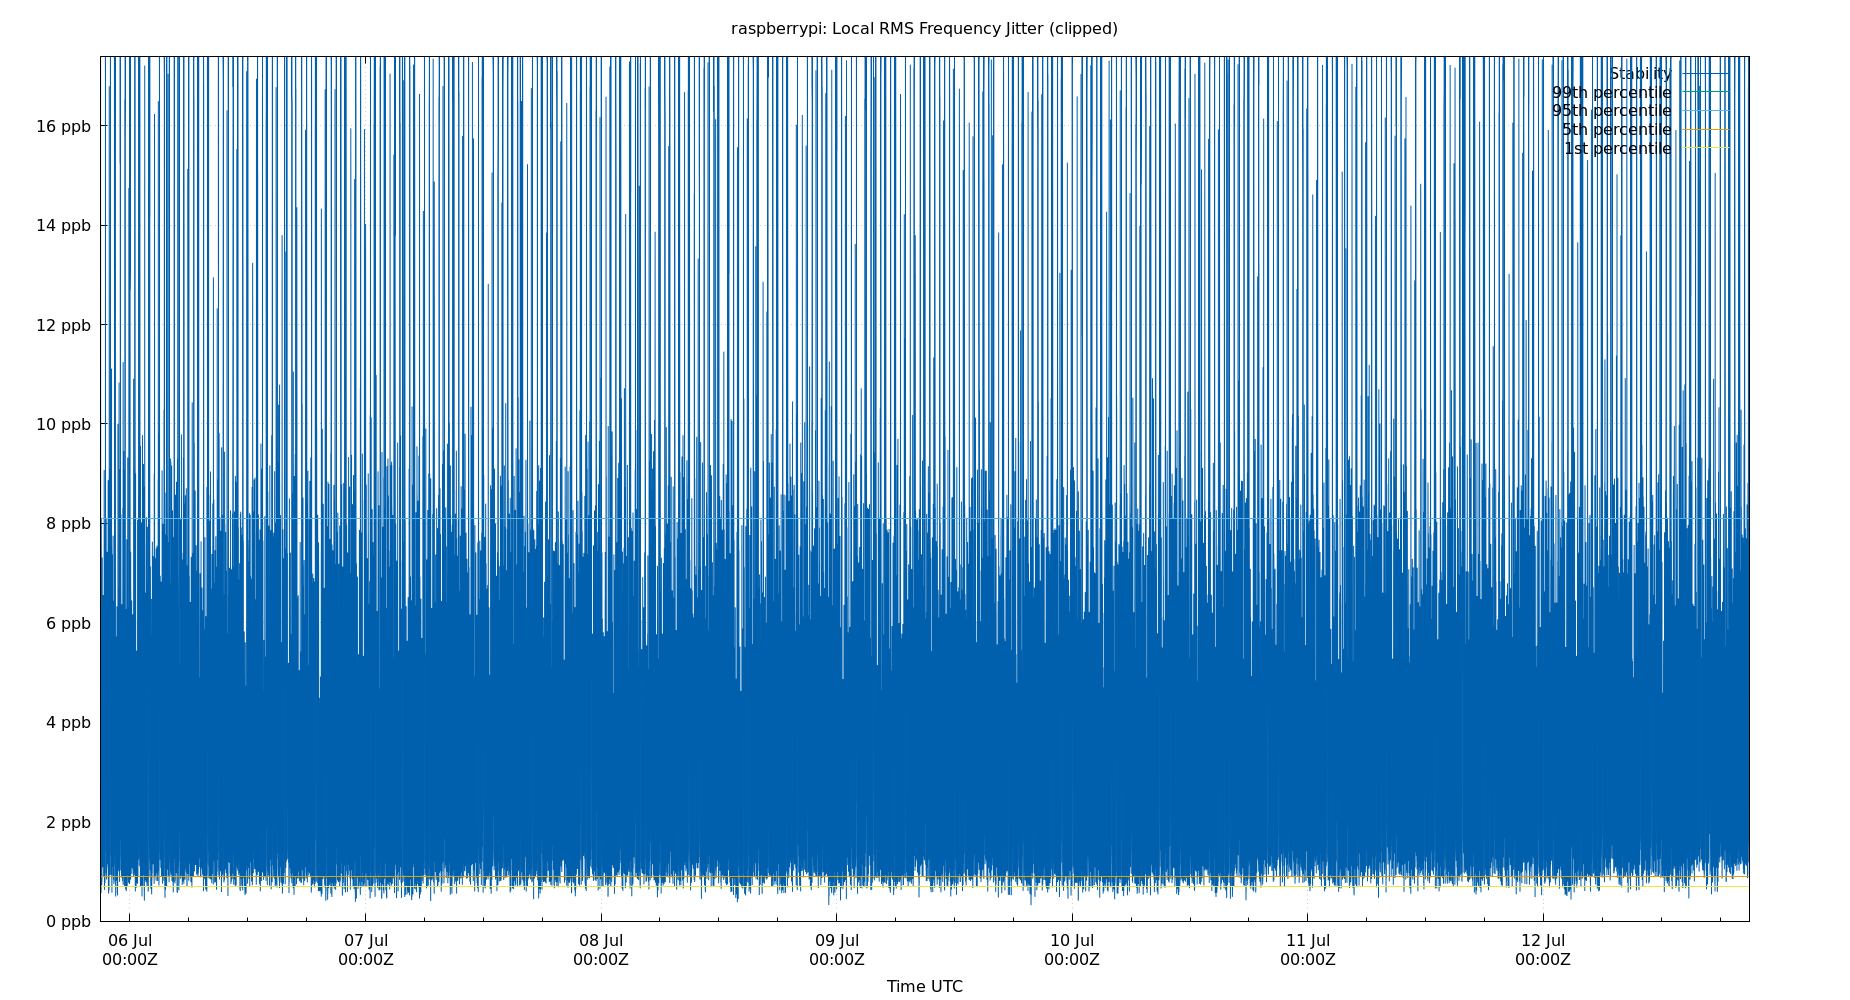 raspberrypi: Local RMS Frequency Jitter (clipped)
Stability
99th percentile
95th percentile
5th percentile
1st percentile
16 ppb
14 ppb
12 ppb
10 ppb
8 ppb
6 ppb
4 ppb
2 ppb
0 ppb
06 Jul 07 Jul 08 Jul 09 Jul 10 Jul 11 Jul 12 Jul
00:00Z 00:00Z 00:00Z 00:00Z 00:00Z 00:00Z 00:00Z
Time UTC